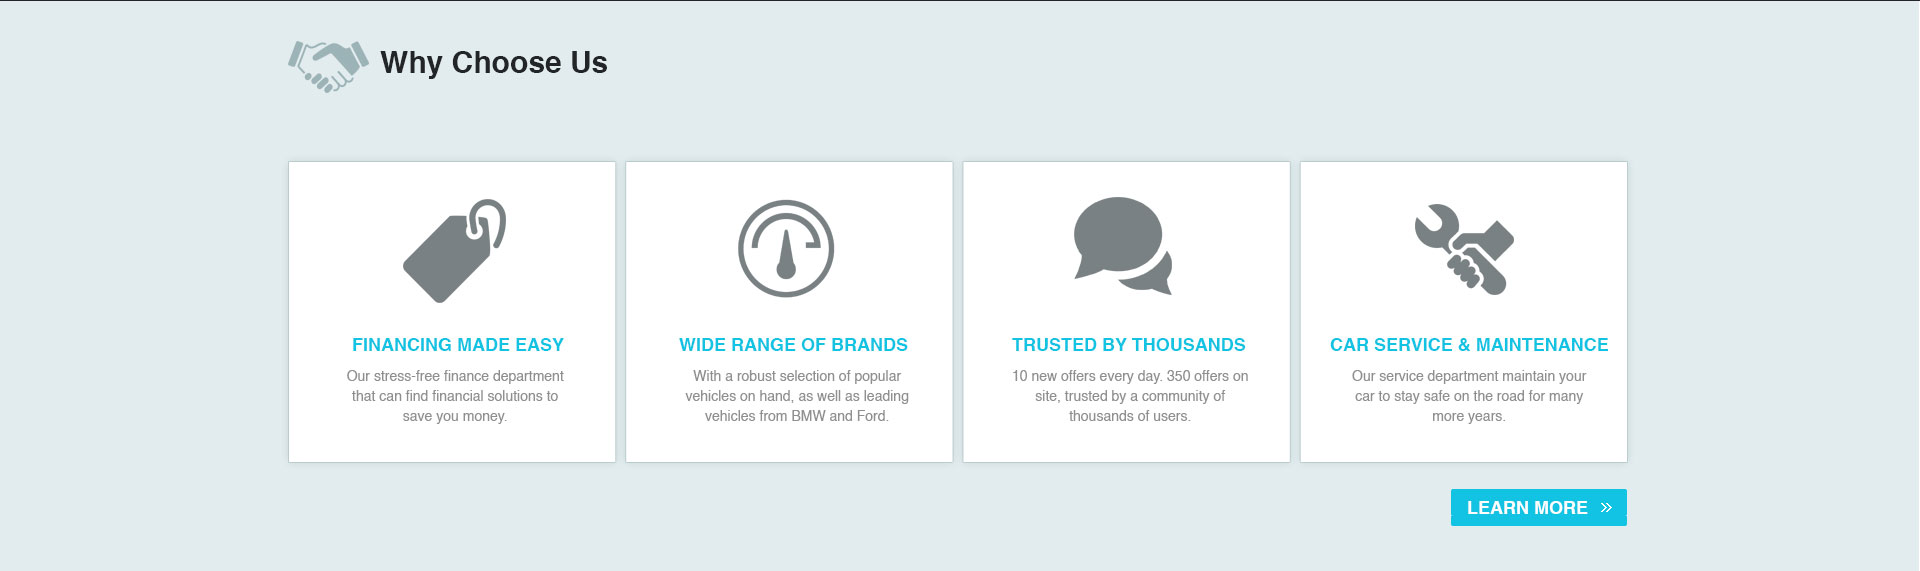 Why Choose Us
FINANCING MADE EASY
Our stress-free finance department
that can find financial solutions to
save you money.
WIDE RANGE OF BRANDS
With a robust selection of popular
vehicles on hand, as well as leading
vehicles from BMW and Ford.
TRUSTED BY THOUSANDS
10 new offers every day. 350 offers on
site, trusted by a community of
thousands of users.
CAR SERVICE & MAINTENANCE
Our service department maintain your
car to stay safe on the road for many
more years.
LEARN MORE »